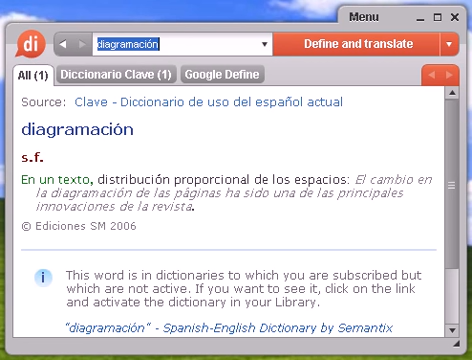 Menu
di
diagramación
Define and translate
All (1)
Diccionario Clave (1)
Google Define
Source: Clave - Diccionario de uso del español actual
diagramación
s.f.
En un texto, distribución proporcional de los espacios: El cambio en
la diagramación de las páginas ha sido una de las principales
innovaciones de la revista.
© Ediciones SM 2006
i
This word is in dictionaries to which you are subscribed but
which are not active. If you want to see it, click on the link
and activate the dictionary in your Library.
"diagramación" - Spanish-English Dictionary by Semantix